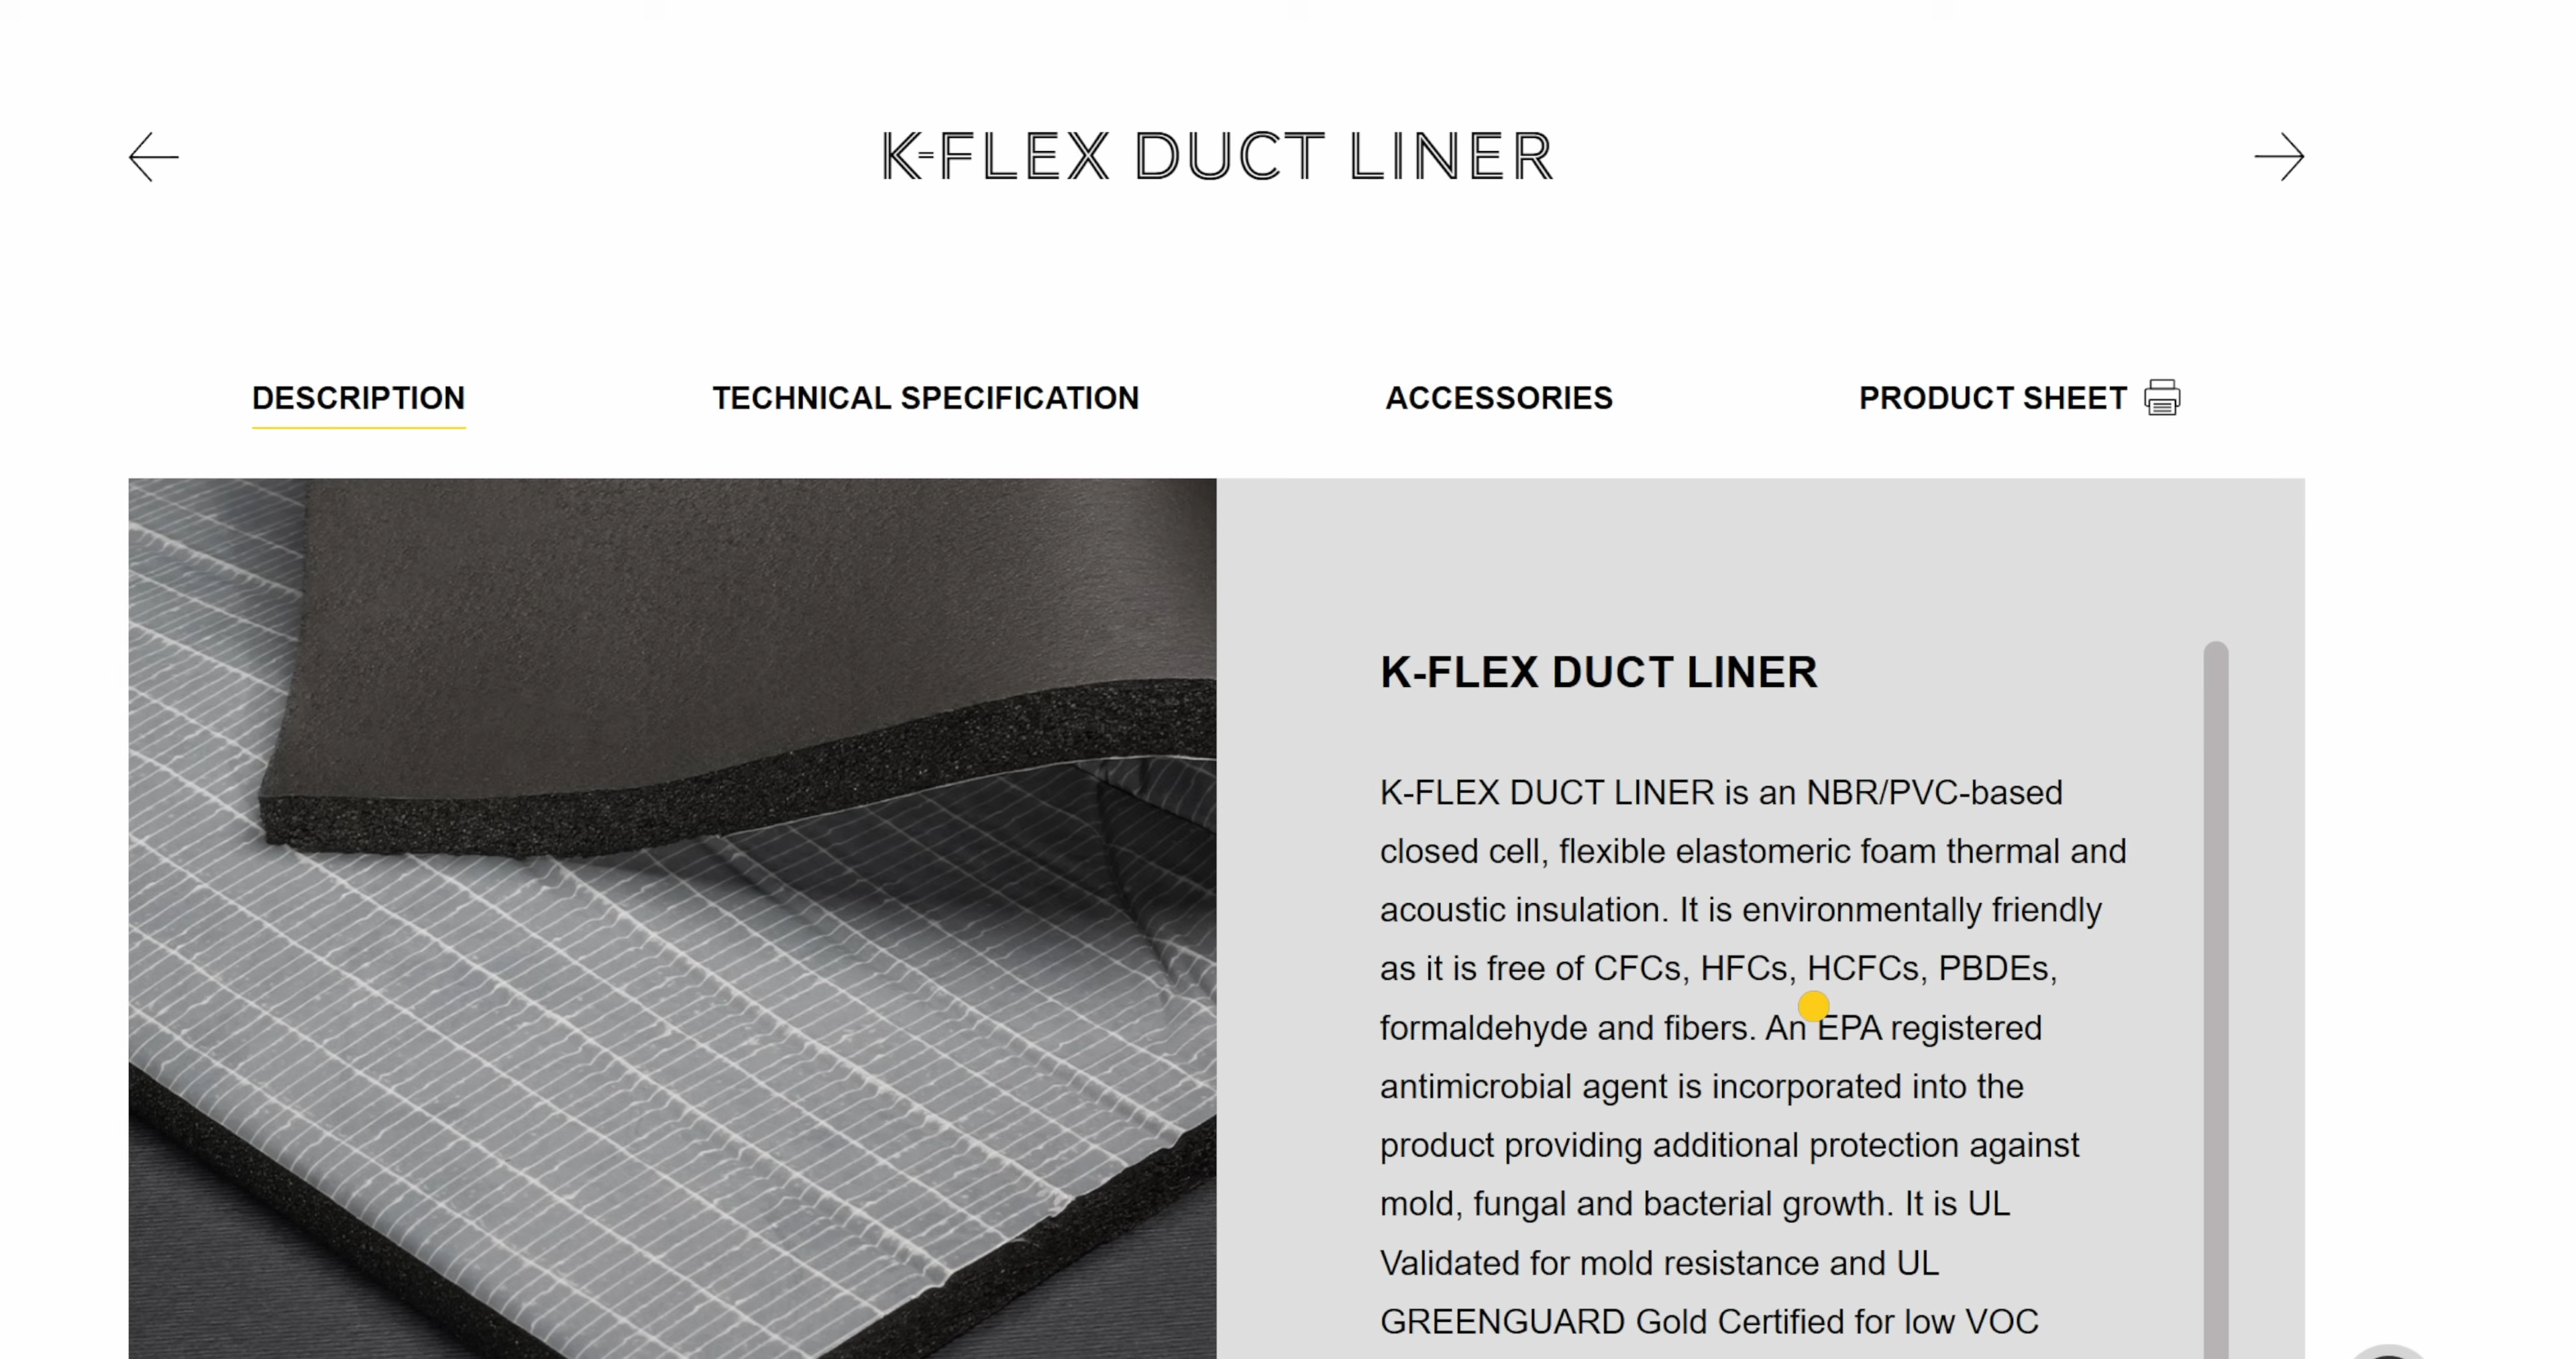 K-FLEX DUCT LINER
DESCRIPTION
TECHNICAL SPECIFICATION
ACCESSORIES
PRODUCT SHEET
K-FLEX DUCT LINER
K-FLEX DUCT LINER is an NBR/PVC-based
closed cell, flexible elastomeric foam thermal and
acoustic insulation. It is environmentally friendly
as it is free of CFCs, HFCs, HCFCs, PBDEs,
formaldehyde and fibers. An EPA registered
antimicrobial agent is incorporated into the
product providing additional protection against
mold, fungal and bacterial growth. It is UL
Validated for mold resistance and UL
GREENGUARD Gold Certified for low VOC